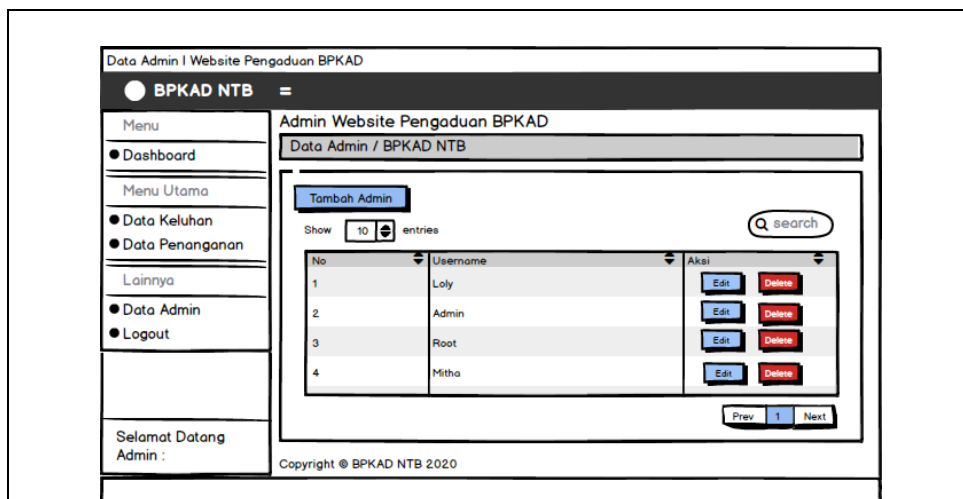 Data Admin | Website Pengaduan BPKAD
BPKAD NTB =
Menu
Dashboard
Menu Utama
Data Keluhan
Data Penanganan
Lainnya
Data Admin
Logout
Selamat Datang
Admin :
Admin Website Pengaduan BPKAD
Data Admin / BPKAD NTB
Tambah Admin
Show 10 entries
search
No Username Aksi
1 Loly Edit Delete
2 Admin Edit Delete
3 Root Edit Delete
4 Mitha Edit Delete
Prev 1 Next
Copyright © BPKAD NTB 2020